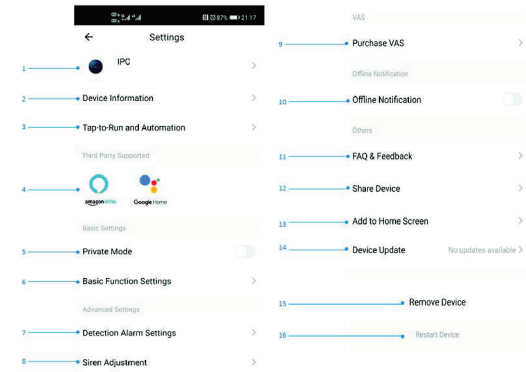 87% 21:17
Settings
1 IPC
2 Device Information
3 Tap-to-Run and Automation
Third Party Supported
4
amazon echo Google Home
Basic Settings
5 Private Mode
6 Basic Function Settings
Advanced Settings
7 Detection Alarm Settings
8 Siren Adjustment
VAS
9 Purchase VAS
Offline Notification
10 Offline Notification
Others
11 FAQ & Feedback
12 Share Device
13 Add to Home Screen
14 Device Update No updates available
15 Remove Device
16 Restart Device